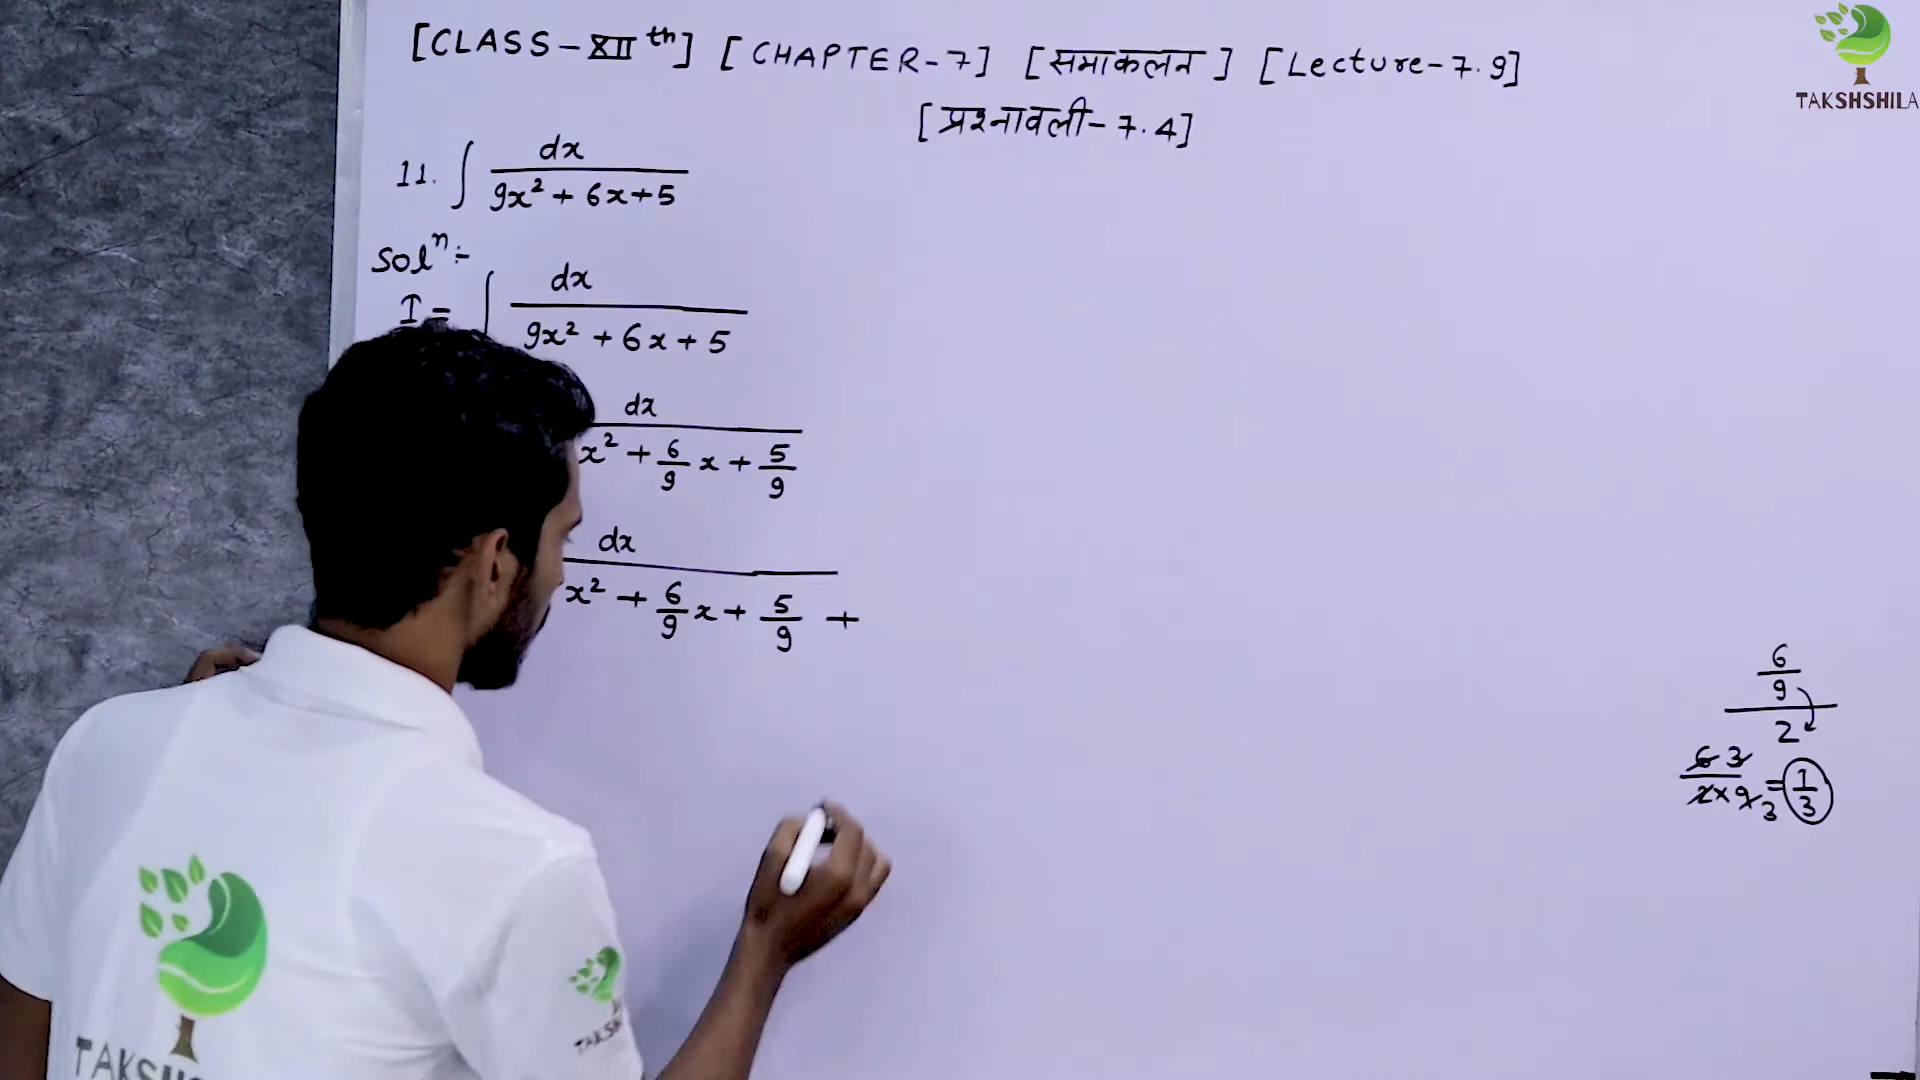 [CLASS-XIIth] [CHAPTER-7] [समाकलन] [Lecture-7.9]
[प्रश्नावली-7.4]
TAKSHSHILA
11. ∫ dx / 9x² + 6x+5
Solⁿ:-
I = ∫ dx / 9x² + 6x + 5
dx / x² + 6/9 x + 5/9
dx / x² + 6/9 x + 5/9 +
6/9 / 2
6 3 / 2×9 3 = 1/3